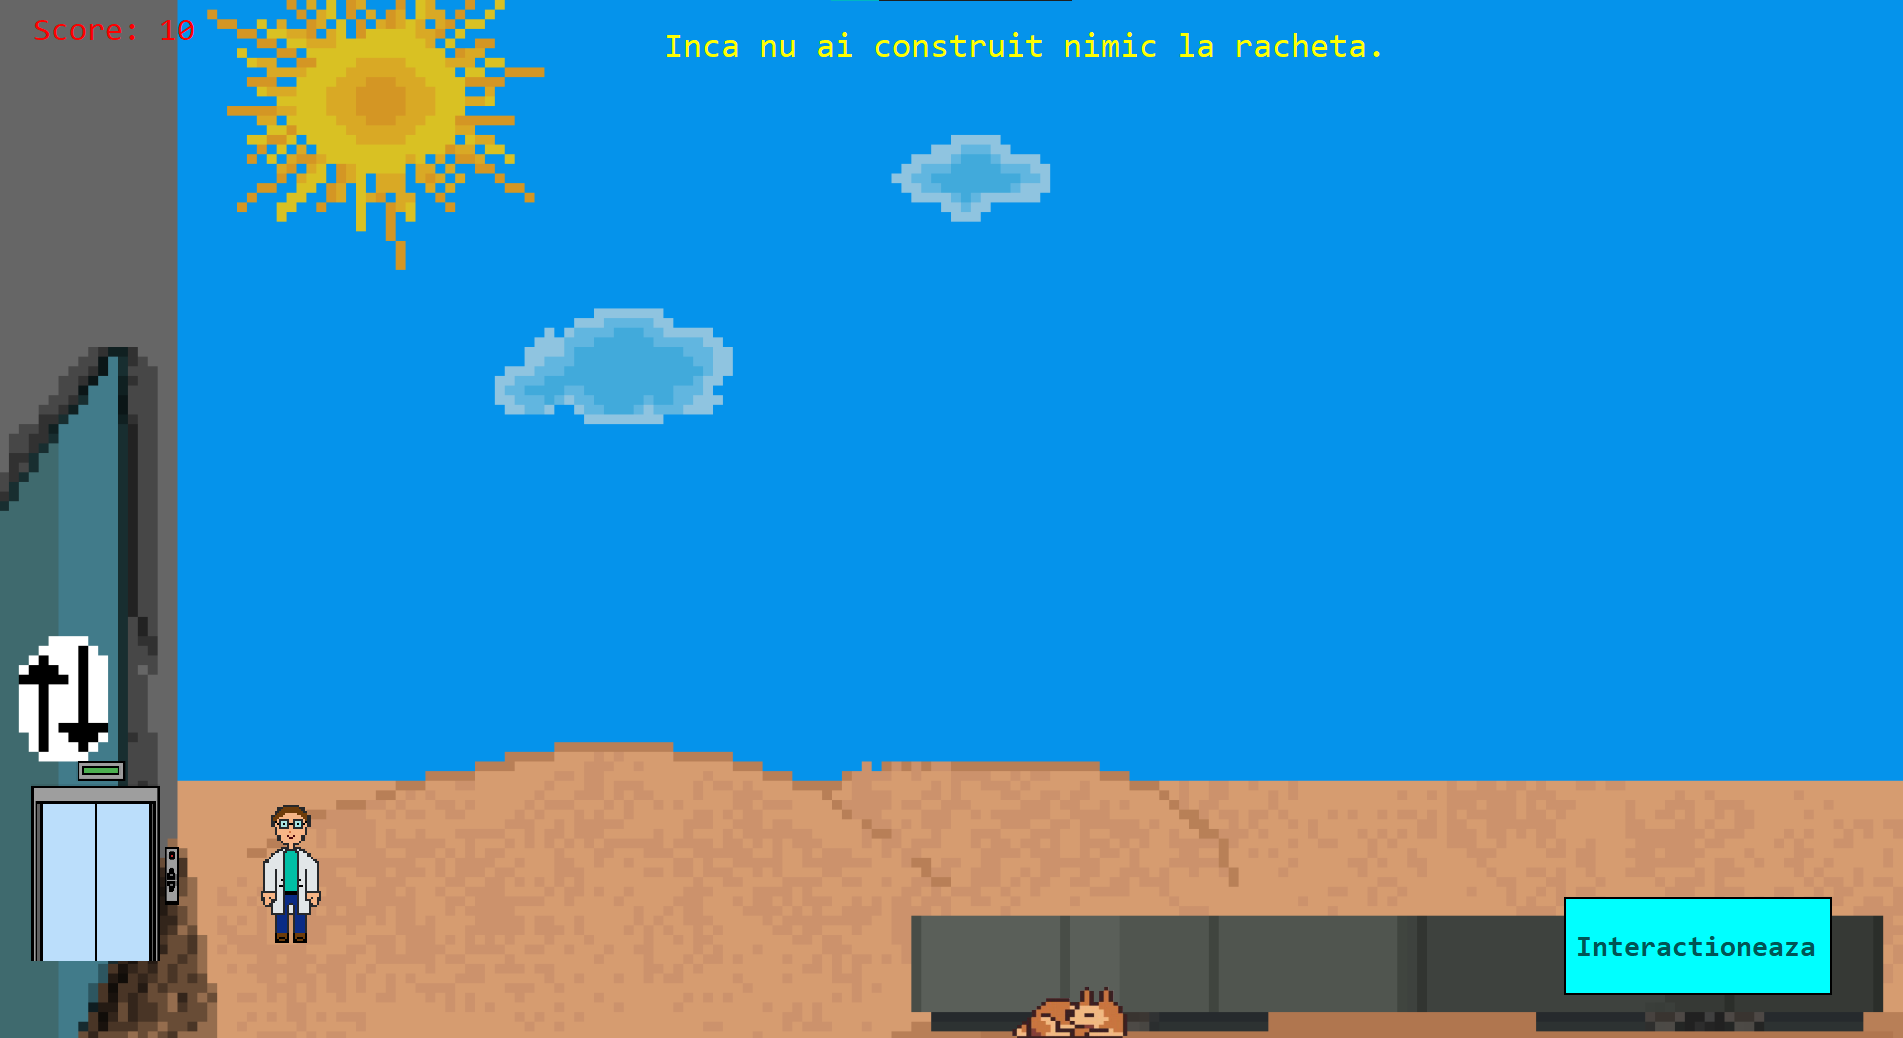 Score: 10
Inca nu ai construit nimic la racheta.
Interactioneaza